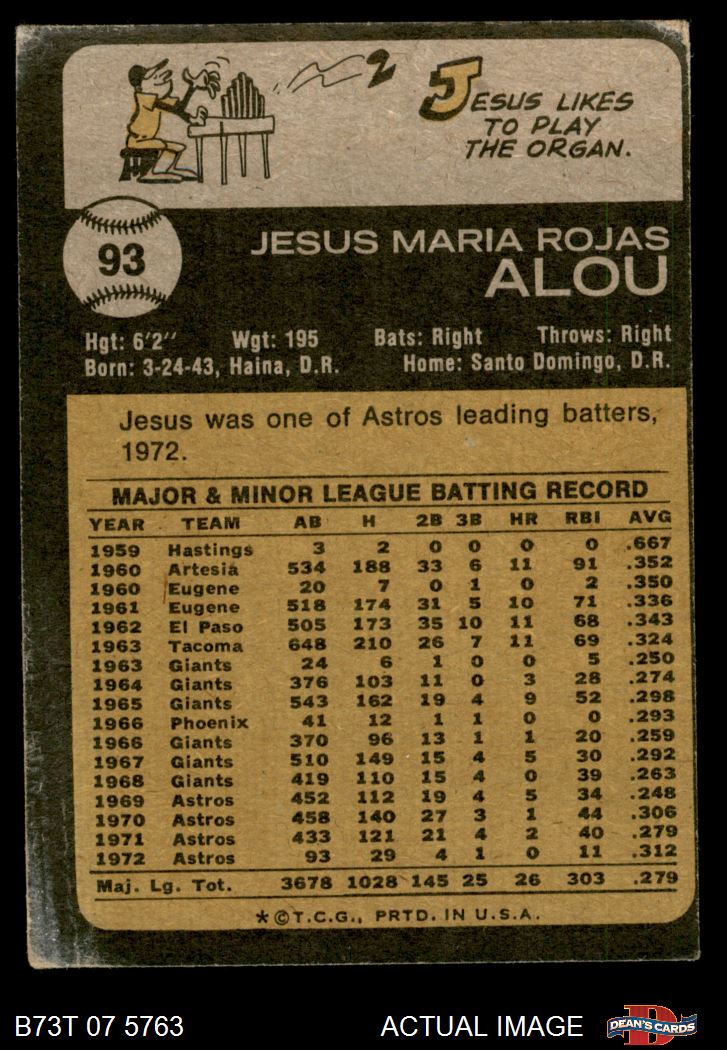 2
JESUS LIKES
TO PLAY
THE ORGAN.
93
JESUS MARIA ROJAS
ALOU
Hgt: 6'2" Wgt: 195 Bats: Right Throws: Right
Born: 3-24-43, Haina, D.R. Home: Santo Domingo, D.R.
Jesus was one of Astros leading batters,
1972.
MAJOR & MINOR LEAGUE BATTING RECORD
YEAR TEAM AB H 2B 3B HR RBI AVG
1959 Hastings 3 2 0 0 0 0 .667
1960 Artesia 534 188 33 6 11 91 .352
1960 Eugene 20 7 0 1 0 2 .350
1961 Eugene 518 174 31 5 10 71 .336
1962 El Paso 505 173 35 10 11 68 .343
1963 Tacoma 648 210 26 7 11 69 .324
1963 Giants 24 6 1 0 0 5 .250
1964 Giants 376 103 11 0 3 28 .274
1965 Giants 543 162 19 4 9 52 .298
1966 Phoenix 41 12 1 1 0 0 .293
1966 Giants 370 96 13 1 1 20 .259
1967 Giants 510 149 15 4 5 30 .292
1968 Giants 419 110 15 4 0 39 .263
1969 Astros 452 112 19 4 5 34 .248
1970 Astros 458 140 27 3 1 44 .306
1971 Astros 433 121 21 4 2 40 .279
1972 Astros 93 29 4 1 0 11 .312
Maj. Lg. Tot. 3678 1028 145 25 26 303 .279
*©T.C.G., PRTD. IN U.S.A.
B73T 07 5763 ACTUAL IMAGE DEAN'S CARDS